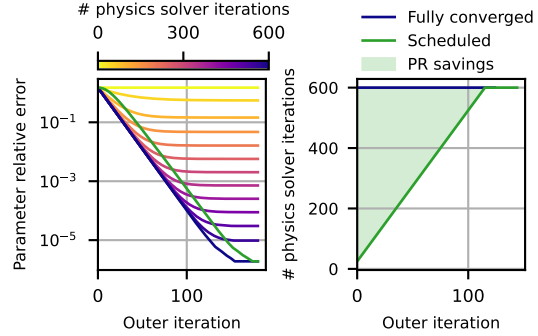 # physics solver iterations
0 300 600
Parameter relative error
10⁻¹
10⁻³
10⁻⁵
0 100
Outer iteration
Fully converged
Scheduled
PR savings
# physics solver iterations
600
400
200
0
0 100
Outer iteration